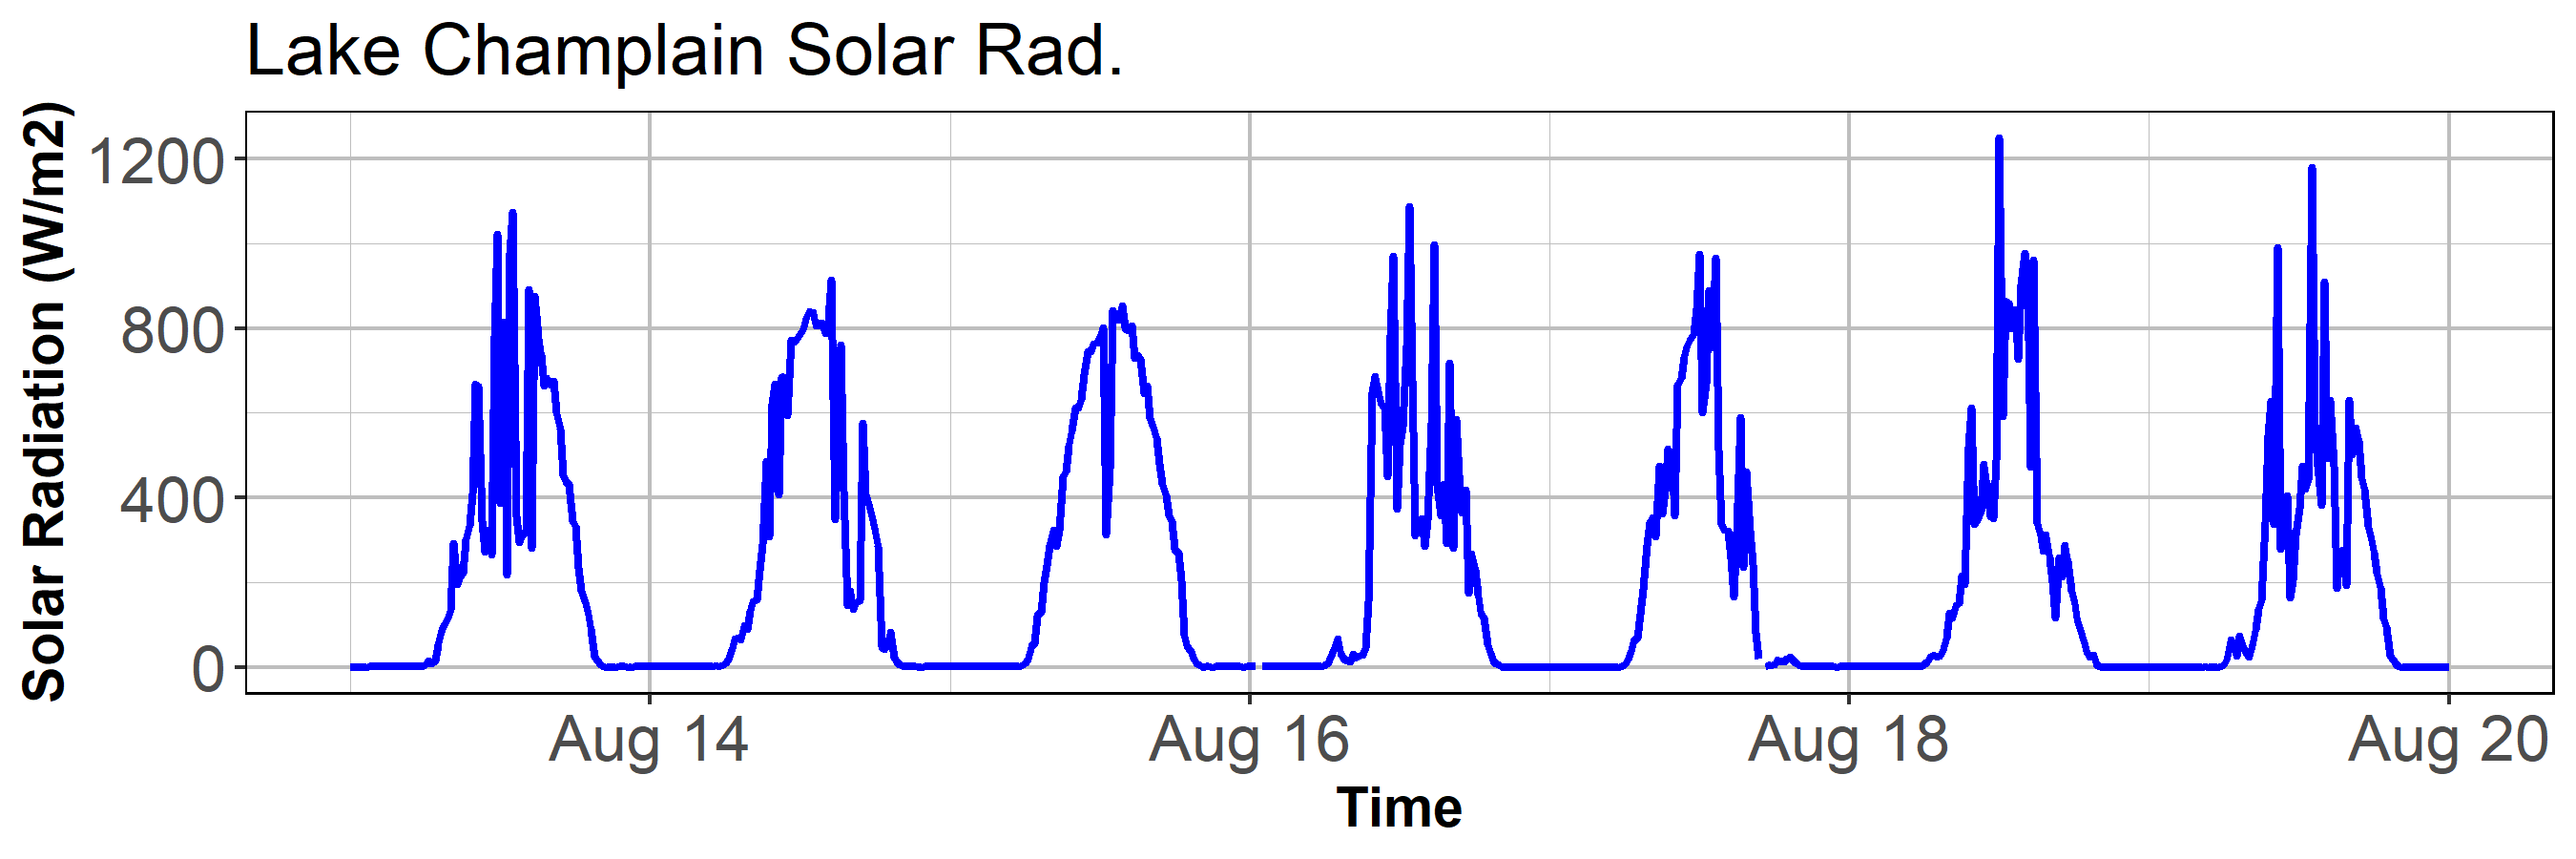 Lake Champlain Solar Rad.
Solar Radiation (W/m2)
1200
800
400
0
Aug 14 Aug 16 Aug 18 Aug 20
Time